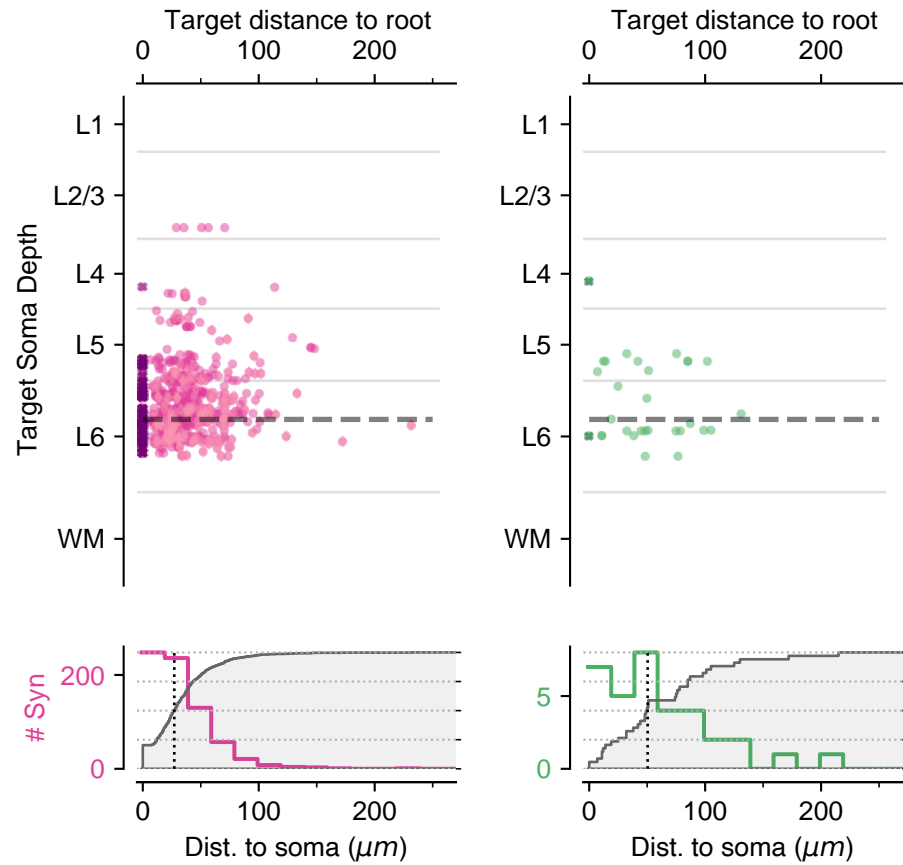 Target distance to root
Target distance to root
0 100 200
0 100 200
L1
L2/3
L4
L5
L6
WM
Target Soma Depth
L1
L2/3
L4
L5
L6
WM
# Syn
200
0
5
0
0 100 200
0 100 200
Dist. to soma (μm)
Dist. to soma (μm)